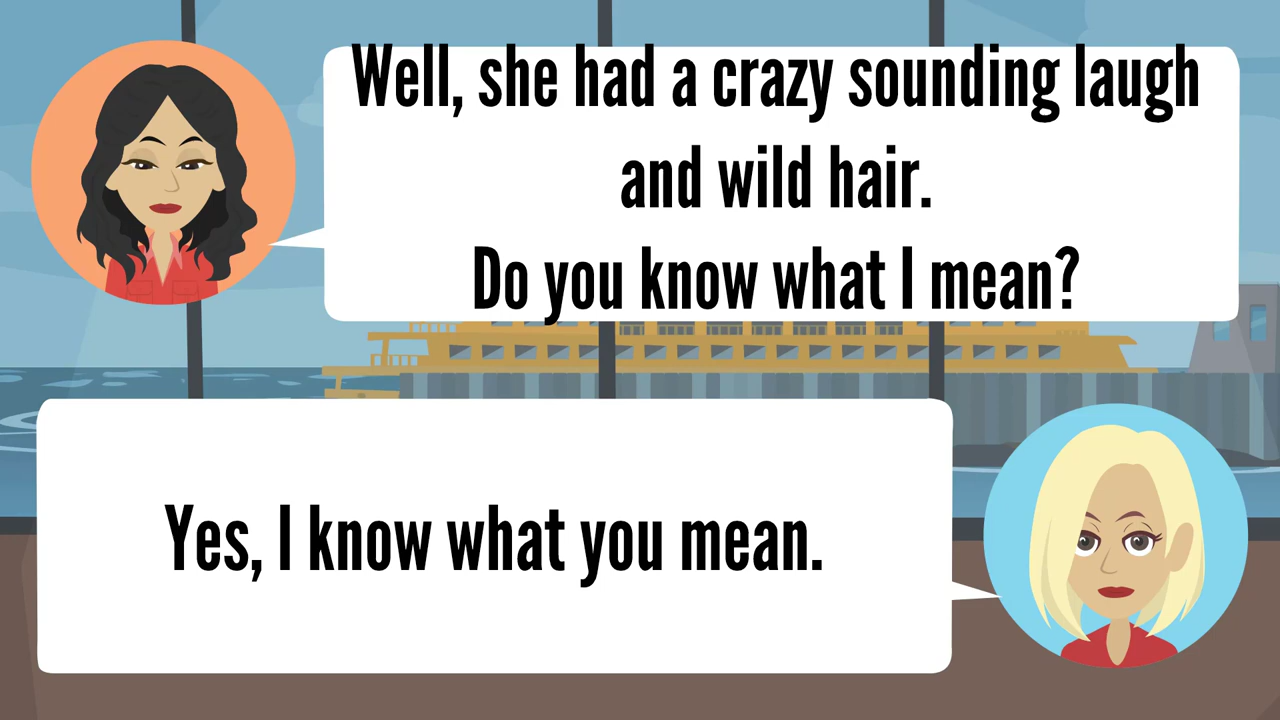 Well, she had a crazy sounding laugh
and wild hair.
Do you know what I mean?
Yes, I know what you mean.